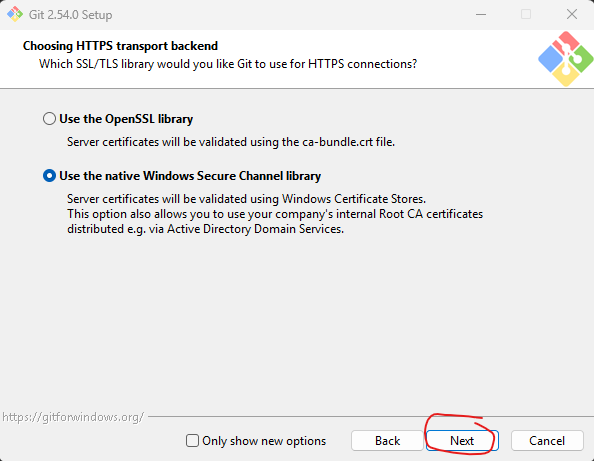 Git 2.54.0 Setup
Choosing HTTPS transport backend
Which SSL/TLS library would you like Git to use for HTTPS connections?
Use the OpenSSL library
Server certificates will be validated using the ca-bundle.crt file.
Use the native Windows Secure Channel library
Server certificates will be validated using Windows Certificate Stores.
This option also allows you to use your company's internal Root CA certificates
distributed e.g. via Active Directory Domain Services.
https://gitforwindows.org/
Only show new options Back Next Cancel